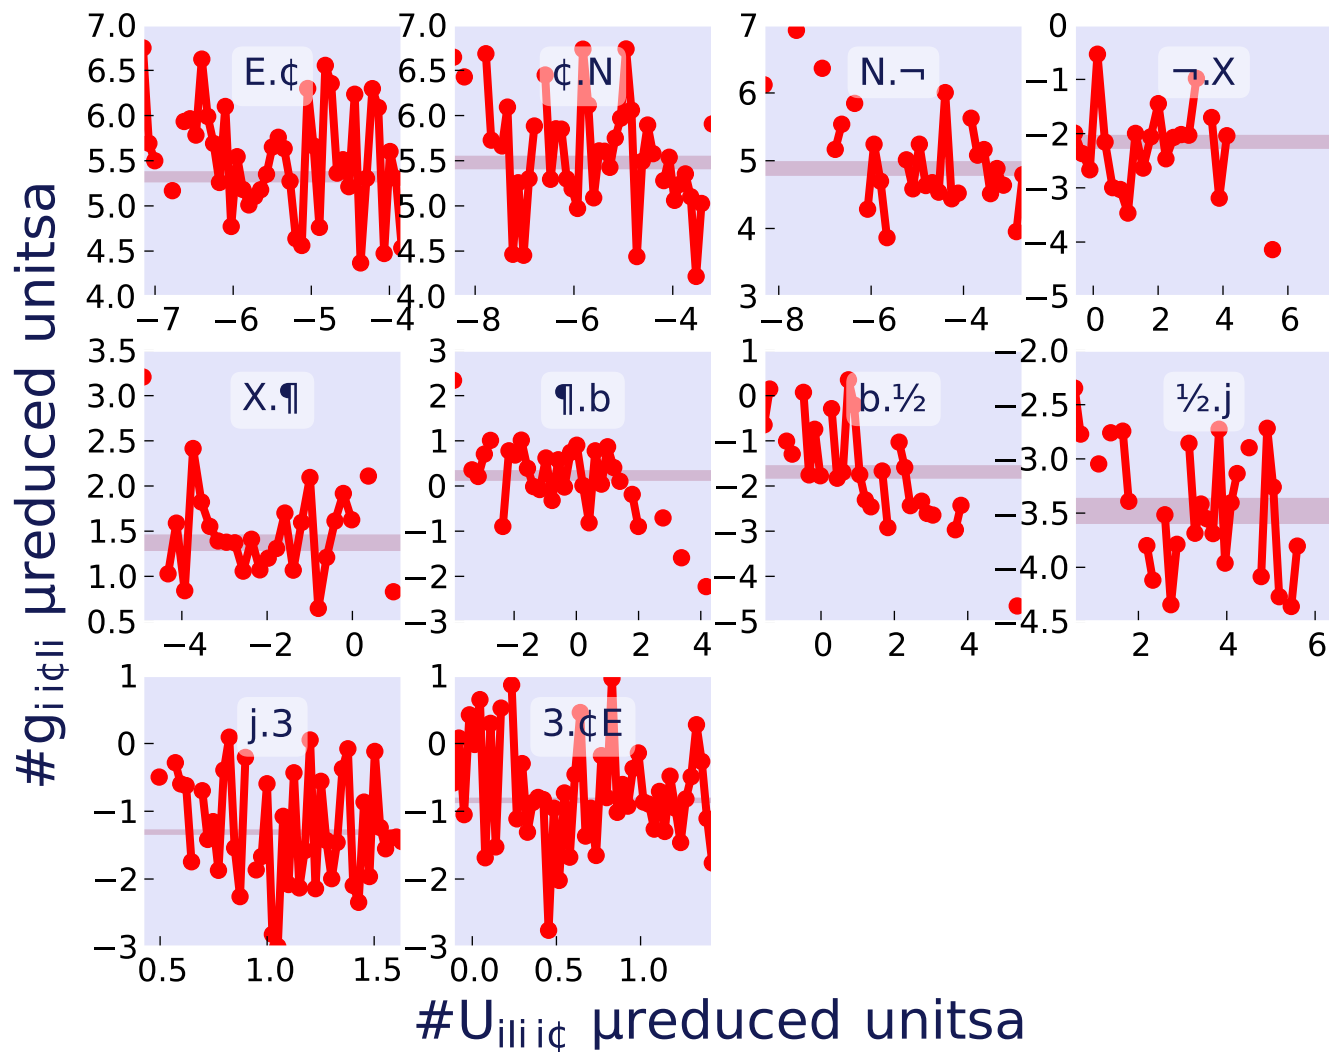 7.0 7.0 7 0
6.5 6.5 6 −1
6.0 6.0 −2
5.5 5.5 5 −3
5.0 5.0 4 −4
4.5 4.5
4.0 4.0 3 −5
E.¢ ¢.N N.¬ ¬.X
−7 −6 −5 −4 −8 −6 −4 −8 −6 −4 0 2 4 6
3.5 3 1 −2.0
3.0 2 0 −2.5
2.5 1 −1 −3.0
2.0 0 −2 −3.5
1.5 −1 −3 −4.0
1.0 −2 −4
0.5 −3 −5 −4.5
X.¶ ¶.b b.½ ½.j
−4 −2 0 −2 0 2 4 0 2 4 2 4 6
1 1
0 0
−1 −1
−2 −2
−3 −3
j.3 3.¢E
0.5 1.0 1.5 0.0 0.5 1.0
#g i i¢li µreduced unitsa
#U ili i¢ µreduced unitsa